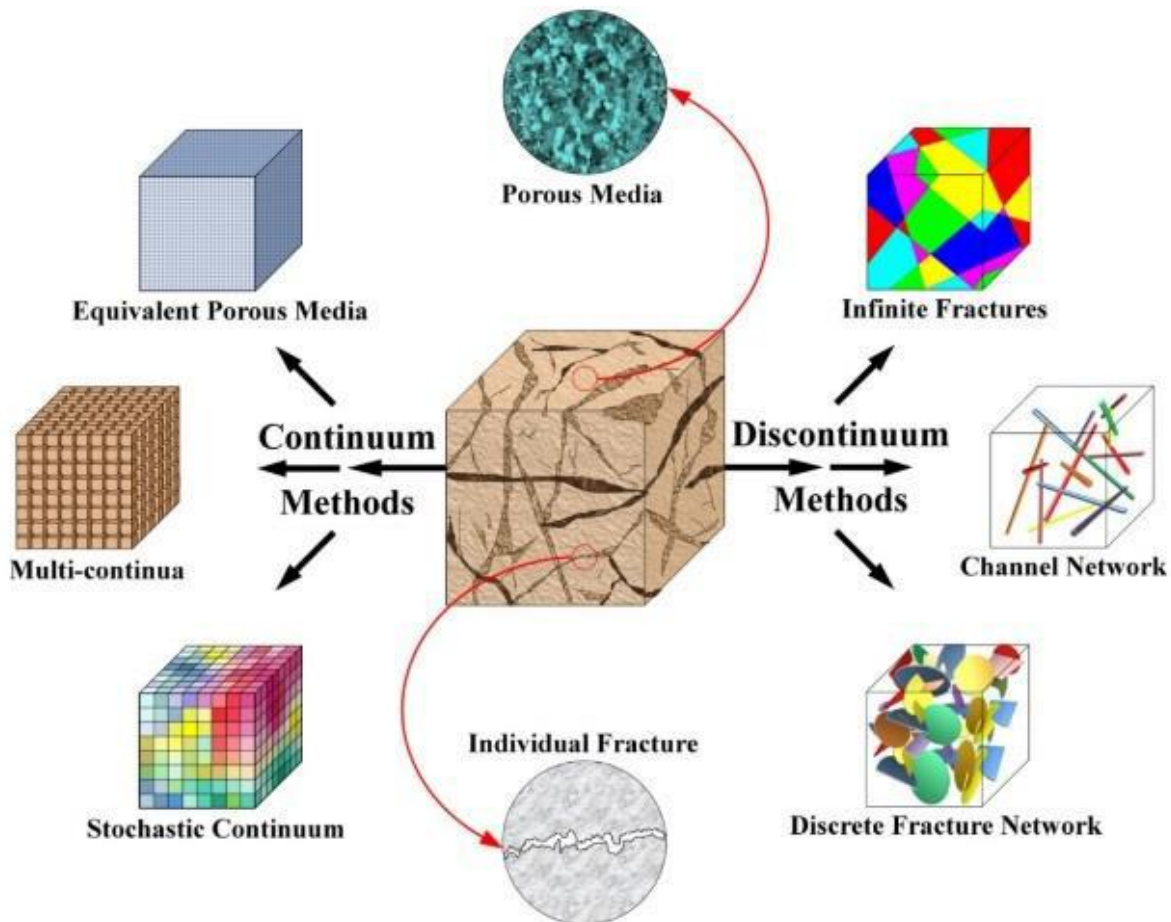 Porous Media
Equivalent Porous Media
Infinite Fractures
Continuum
Methods
Discontinuum
Methods
Multi-continua
Channel Network
Stochastic Continuum
Individual Fracture
Discrete Fracture Network